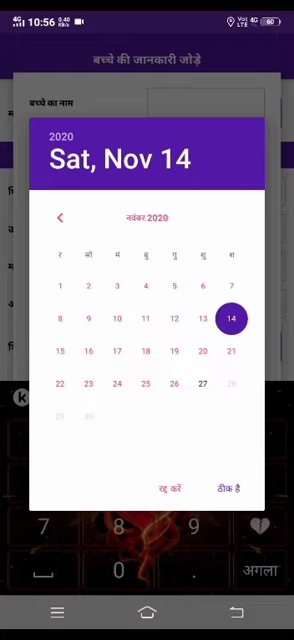 4G 10:56 0.40 KB/s VoI LTE 4G 60
बच्चे की जानकारी जोड़े
बच्चे का नाम
2020
Sat, Nov 14
नवंबर 2020
र सो मं बु गु शु श
1 2 3 4 5 6 7
8 9 10 11 12 13 14
15 16 17 18 19 20 21
22 23 24 25 26 27 28
29 30
रद्द करें ठीक है
7 8 9
0 . अगला